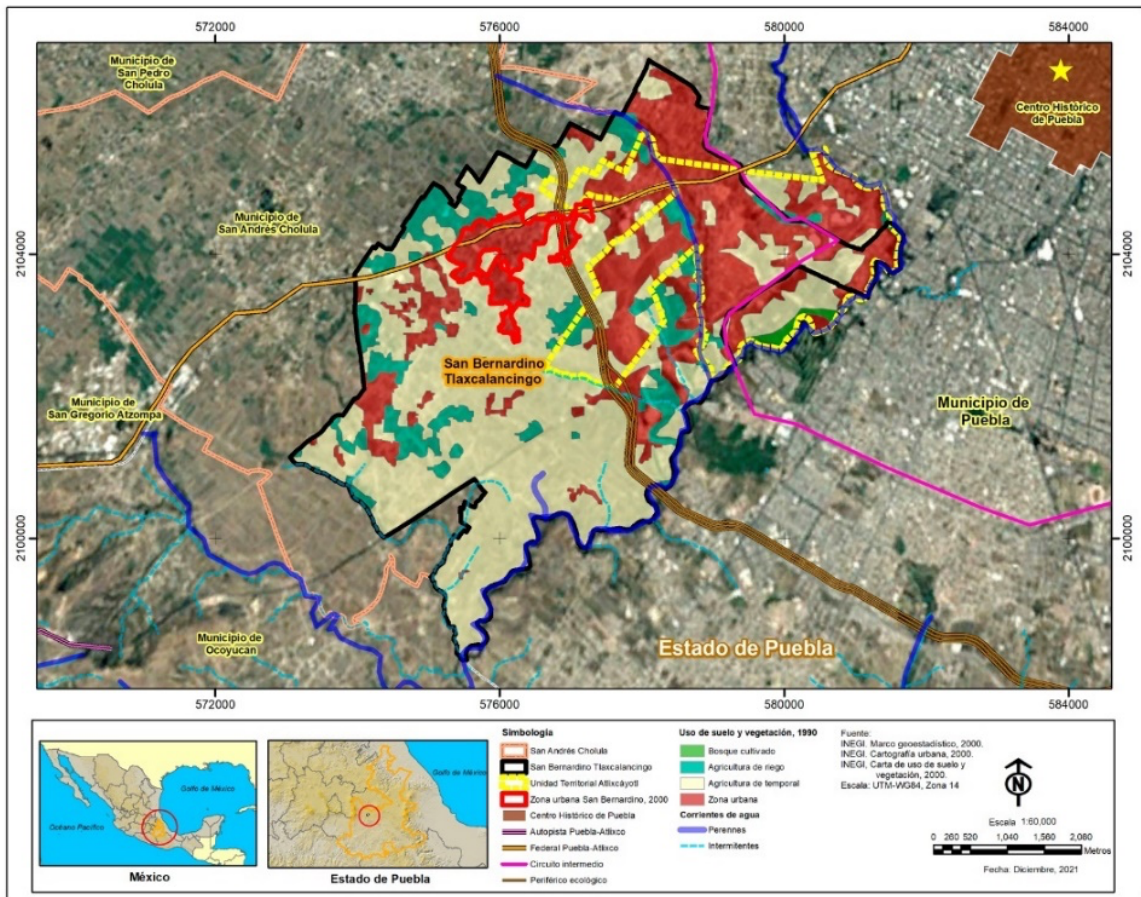 572000
576000
580000
584000
Municipio de
San Pedro
Cholula
Centro Histórico
de Puebla
Municipio de
San Andrés Cholula
2104000
2104000
San Bernardino
Tlaxcalancingo
Municipio de
San Gregorio Atzompa
Municipio de
Puebla
2100000
2100000
Municipio de
Ocoyucan
Estado de Puebla
572000
576000
580000
584000
Golfo de México
Océano Pacífico
México
Golfo de México
Estado de Puebla
Simbología
San Andrés Cholula
San Bernardino Tlaxcalancingo
Unidad Territorial Atlixcáyotl
Zona urbana San Bernardino, 2000
Centro Histórico de Puebla
Autopista Puebla-Atlixco
Federal Puebla-Atlixco
Circuito intermedio
Periférico ecológico
Uso de suelo y vegetación, 1990
Bosque cultivado
Agricultura de riego
Agricultura de temporal
Zona urbana
Corrientes de agua
Perennes
Intermitentes
Fuente:
INEGI. Marco geoestadístico, 2000.
INEGI. Cartografía urbana, 2000.
INEGI, Carta de uso de suelo y
vegetación, 2000.
Escala: UTM-WG84, Zona 14
N
Escala 1:60,000
0 260 520 1,040 1,560 2,080
Metros
Fecha: Diciembre, 2021